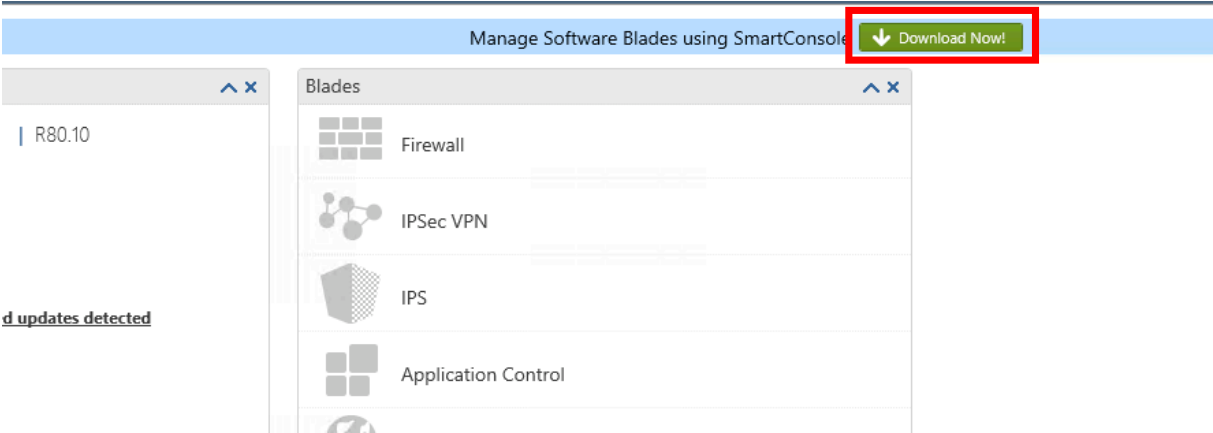 Manage Software Blades using SmartConsole
Download Now!
Blades
| R80.10
Firewall
IPSec VPN
IPS
d updates detected
Application Control